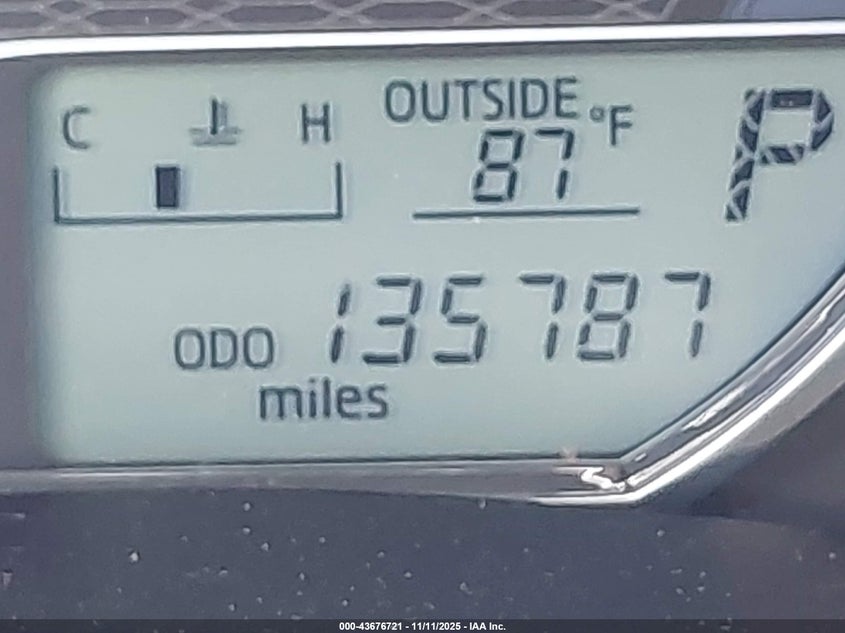 C H OUTSIDE °F P
87
ODO 135787
miles
000-43676721 - 11/11/2025 - IAA Inc.